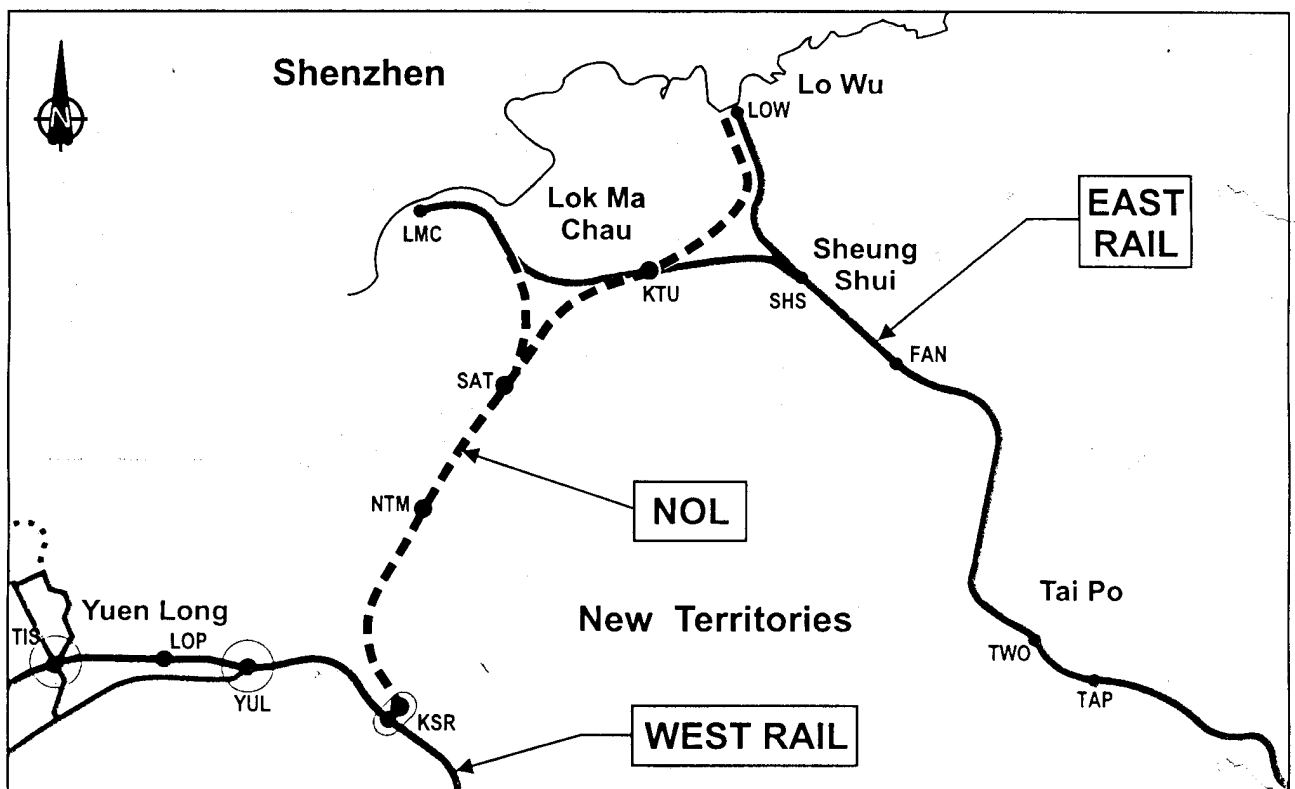 Shenzhen
Lo Wu
LOW
N
Lok Ma
Chau
LMC
EAST
RAIL
Sheung
Shui
KTU
SHS
FAN
SAT
NOL
NTM
Yuen Long
New Territories
Tai Po
TIS
LOP
TWO
YUL
TAP
KSR
WEST RAIL